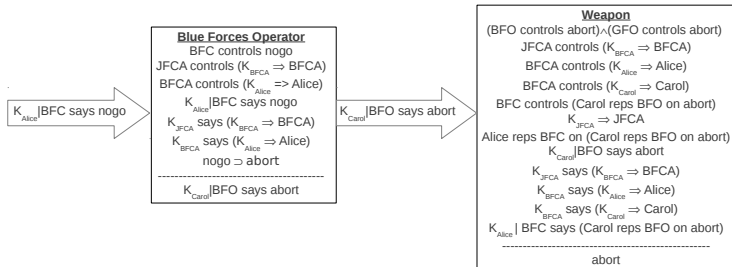 K_Alice|BFC says nogo
Blue Forces Operator
BFC controls nogo
JFCA controls (K_BFCA ⇒ BFCA)
BFCA controls (K_Alice => Alice)
K_Alice|BFC says nogo
K_JFCA says (K_BFCA ⇒ BFCA)
K_BFCA says (K_Alice ⇒ Alice)
nogo ⊃ abort
---------------------------------------
K_Carol|BFO says abort
K_Carol|BFO says abort
Weapon
(BFO controls abort)∧(GFO controls abort)
JFCA controls (K_BFCA ⇒ BFCA)
BFCA controls (K_Alice ⇒ Alice)
BFCA controls (K_Carol ⇒ Carol)
BFC controls (Carol reps BFO on abort)
K_JFCA ⇒ JFCA
Alice reps BFC on (Carol reps BFO on abort)
K_Carol|BFO says abort
K_JFCA says (K_BFCA ⇒ BFCA)
K_BFCA says (K_Alice ⇒ Alice)
K_BFCA says (K_Carol ⇒ Carol)
K_Alice | BFC says (Carol reps BFO on abort)
--------------------------------------------------
abort